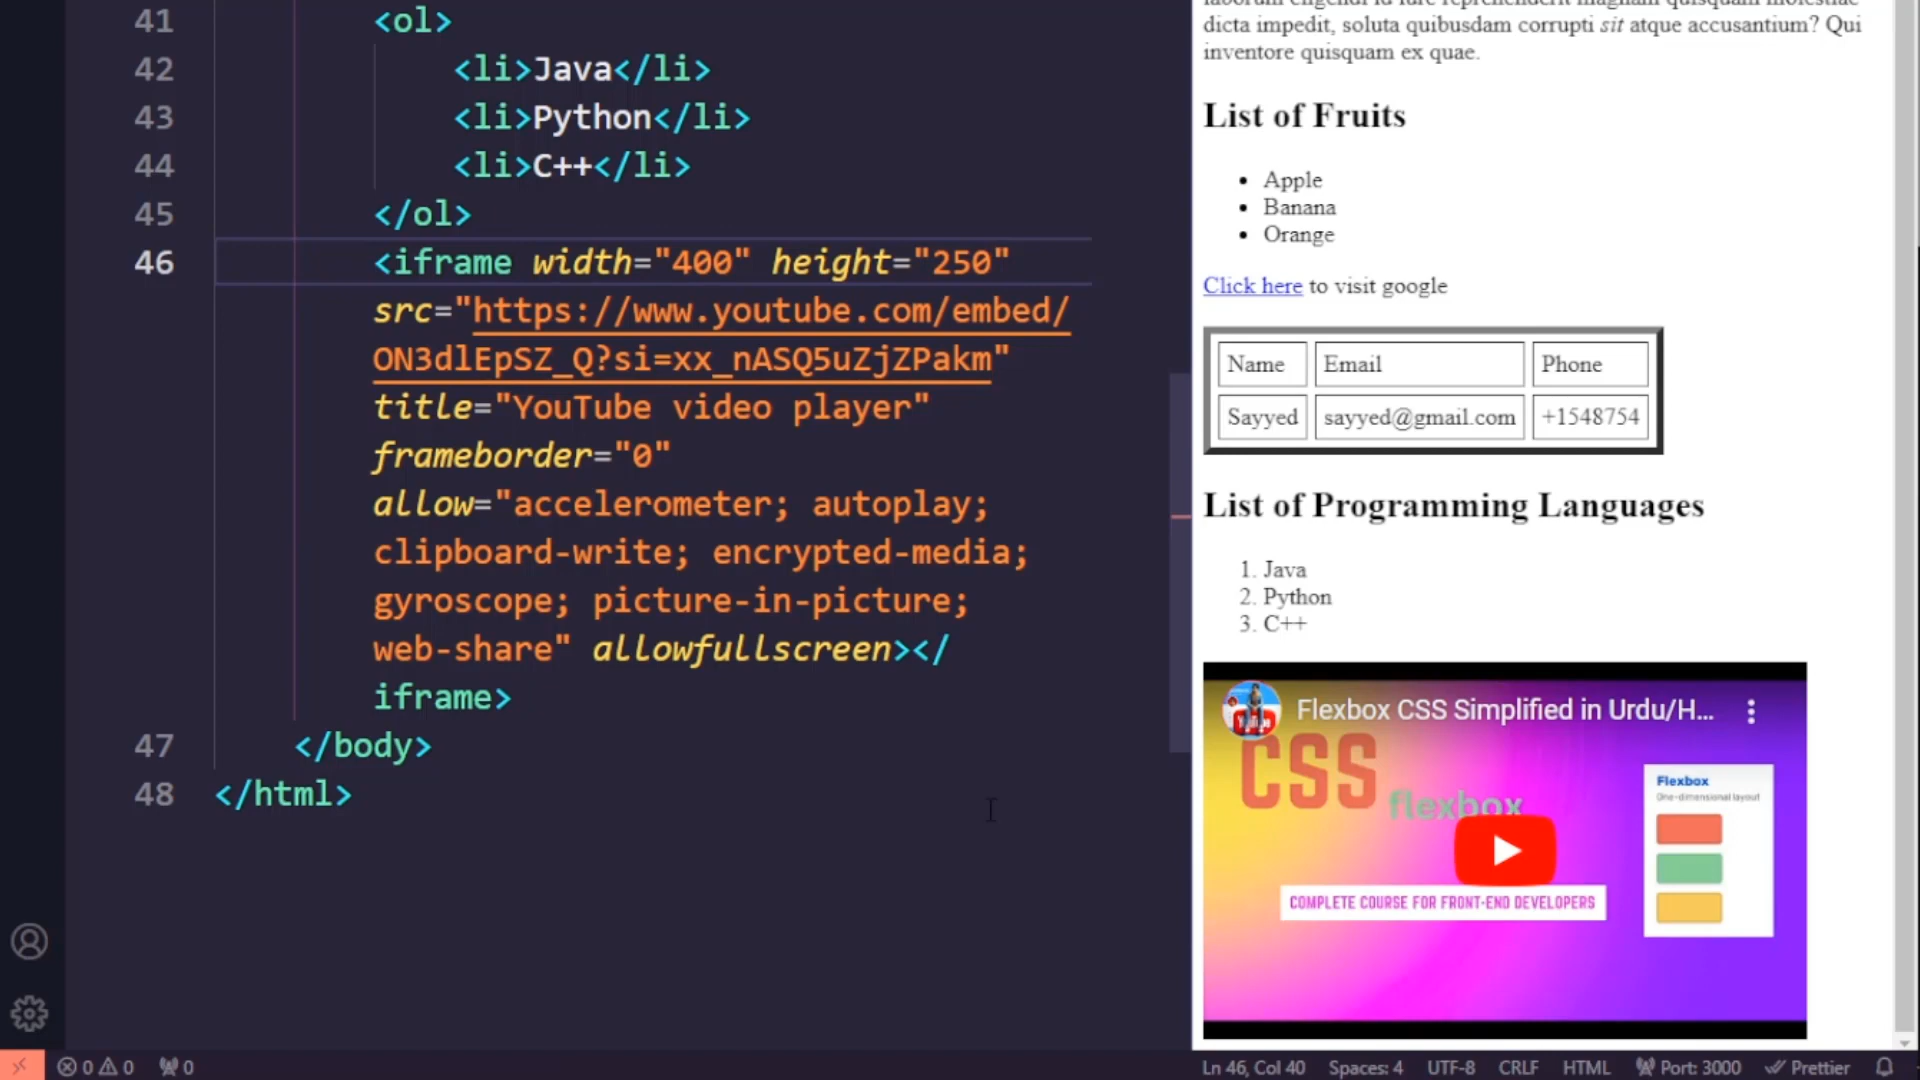 41 <ol>
42 <li>Java</li>
43 <li>Python</li>
44 <li>C++</li>
45 </ol>
46 <iframe width="400" height="250"
src="https://www.youtube.com/embed/
ON3dlEpSZ_Q?si=xx_nASQ5uZjZPakm"
title="YouTube video player"
frameborder="0"
allow="accelerometer; autoplay;
clipboard-write; encrypted-media;
gyroscope; picture-in-picture;
web-share" allowfullscreen></
iframe>
47 </body>
48 </html>
dicta impedit, soluta quibusdam corrupti sit atque accusantium? Qui
inventore quisquam ex quae.
List of Fruits
• Apple
• Banana
• Orange
Click here to visit google
Name Email Phone
Sayyed sayyed@gmail.com +1548754
List of Programming Languages
1. Java
2. Python
3. C++
Flexbox CSS Simplified in Urdu/H...
CSS
flexbox
Flexbox
One-dimensional layout
COMPLETE COURSE FOR FRONT-END DEVELOPERS
0 0 0 Ln 46, Col 40 Spaces: 4 UTF-8 CRLF HTML Port: 3000 Prettier